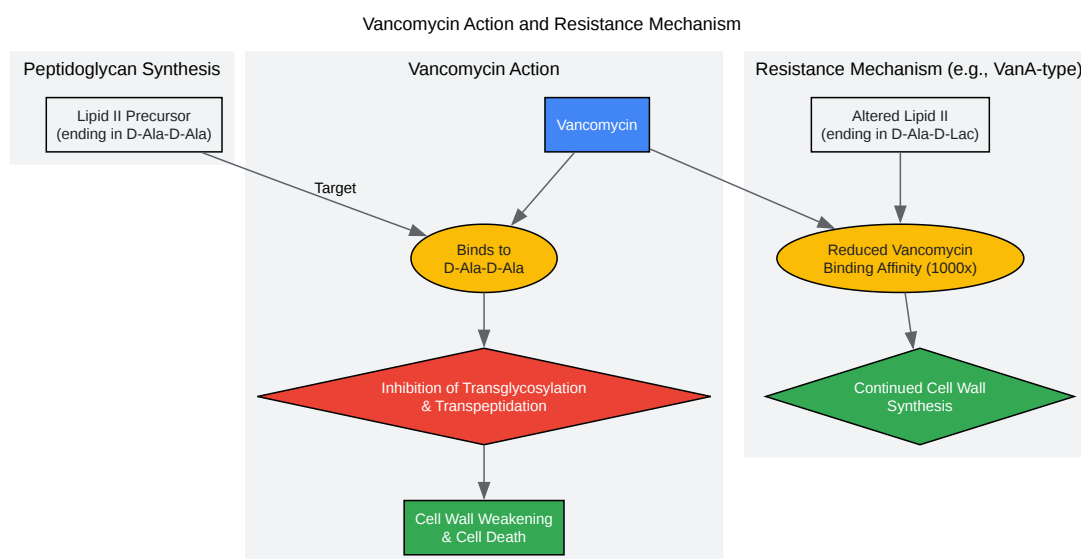 Vancomycin Action and Resistance Mechanism
Peptidoglycan Synthesis
Vancomycin Action
Resistance Mechanism (e.g., VanA-type)
Lipid II Precursor
(ending in D-Ala-D-Ala)
Vancomycin
Altered Lipid II
(ending in D-Ala-D-Lac)
Target
Binds to
D-Ala-D-Ala
Reduced Vancomycin
Binding Affinity (1000x)
Inhibition of Transglycosylation
& Transpeptidation
Continued Cell Wall
Synthesis
Cell Wall Weakening
& Cell Death